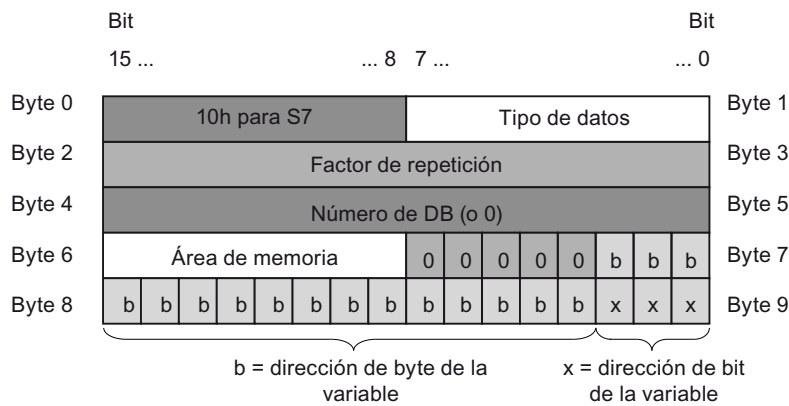 Bit Bit
15 ... ... 8 7 ... ... 0
Byte 0 10h para S7 Tipo de datos Byte 1
Byte 2 Factor de repetición Byte 3
Byte 4 Número de DB (o 0) Byte 5
Byte 6 Área de memoria 0 0 0 0 0 b b b Byte 7
Byte 8 b b b b b b b b b b b b b x x x Byte 9
b = dirección de byte de la x = dirección de bit
variable de la variable